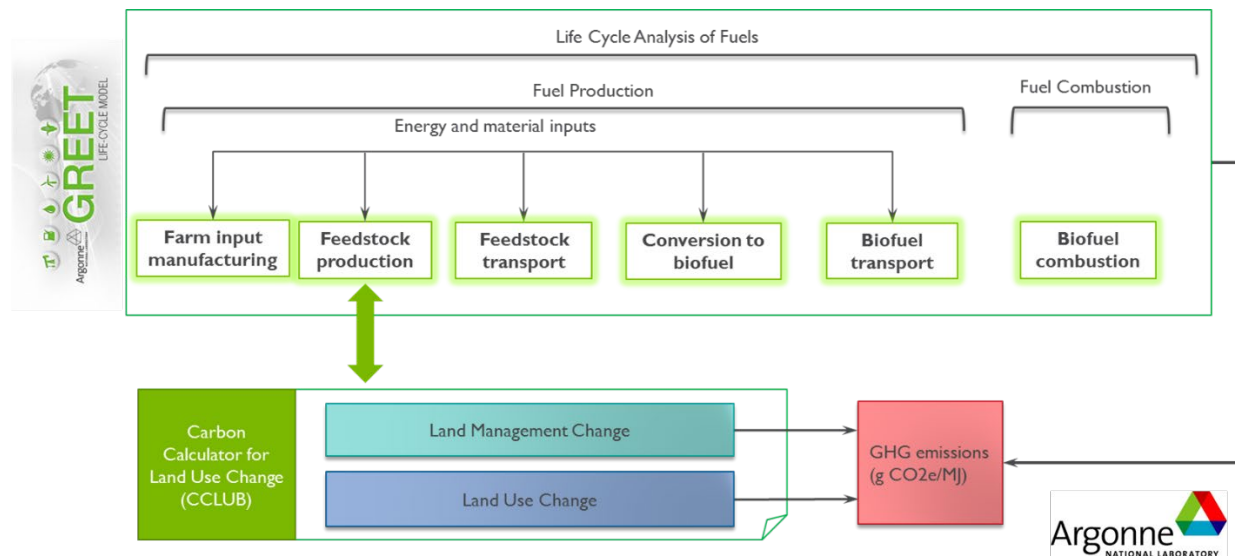 Life Cycle Analysis of Fuels
Fuel Production
Fuel Combustion
Energy and material inputs
Argonne
GREET
LIFE-CYCLE MODEL
Farm input
manufacturing
Feedstock
production
Feedstock
transport
Conversion to
biofuel
Biofuel
transport
Biofuel
combustion
Carbon
Calculator for
Land Use Change
(CCLUB)
Land Management Change
Land Use Change
GHG emissions
(g CO2e/MJ)
Argonne
NATIONAL LABORATORY